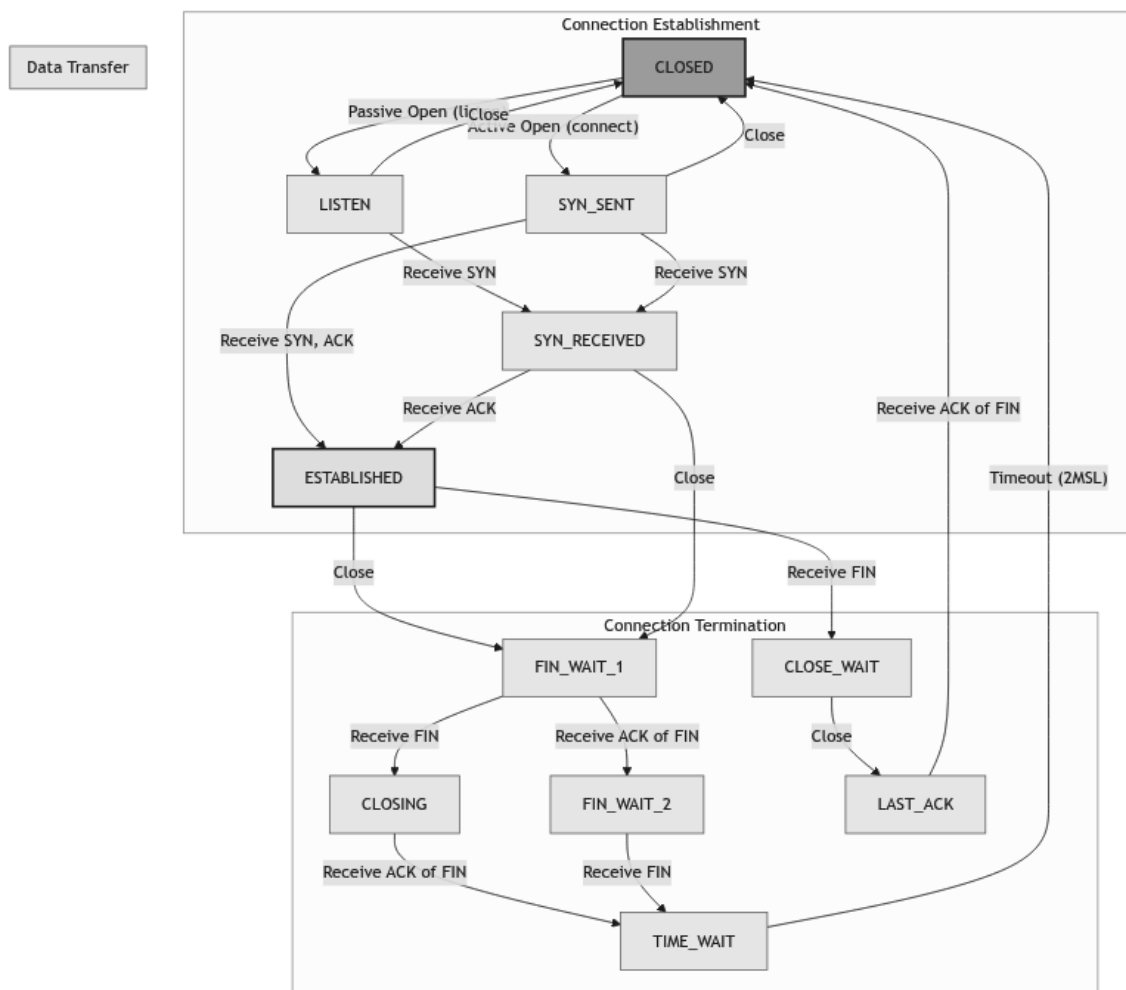 Connection Establishment
Data Transfer
CLOSED
Passive Open (li
Close
Active Open (connect)
Close
LISTEN
SYN_SENT
Receive SYN
Receive SYN
Receive SYN, ACK
SYN_RECEIVED
Receive ACK
Receive ACK of FIN
ESTABLISHED
Close
Timeout (2MSL)
Close
Receive FIN
Connection Termination
FIN_WAIT_1
CLOSE_WAIT
Receive FIN
Receive ACK of FIN
Close
CLOSING
FIN_WAIT_2
LAST_ACK
Receive ACK of FIN
Receive FIN
TIME_WAIT